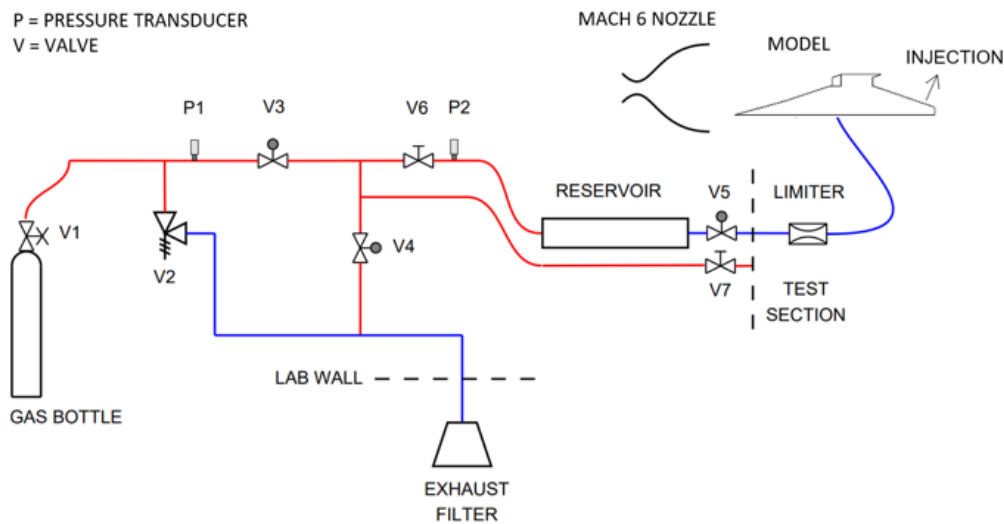 P = PRESSURE TRANSDUCER
V = VALVE
MACH 6 NOZZLE
MODEL
INJECTION
P1
V3
V6
P2
V1
V2
V4
RESERVOIR
V5
LIMITER
V7
TEST
SECTION
LAB WALL
GAS BOTTLE
EXHAUST
FILTER